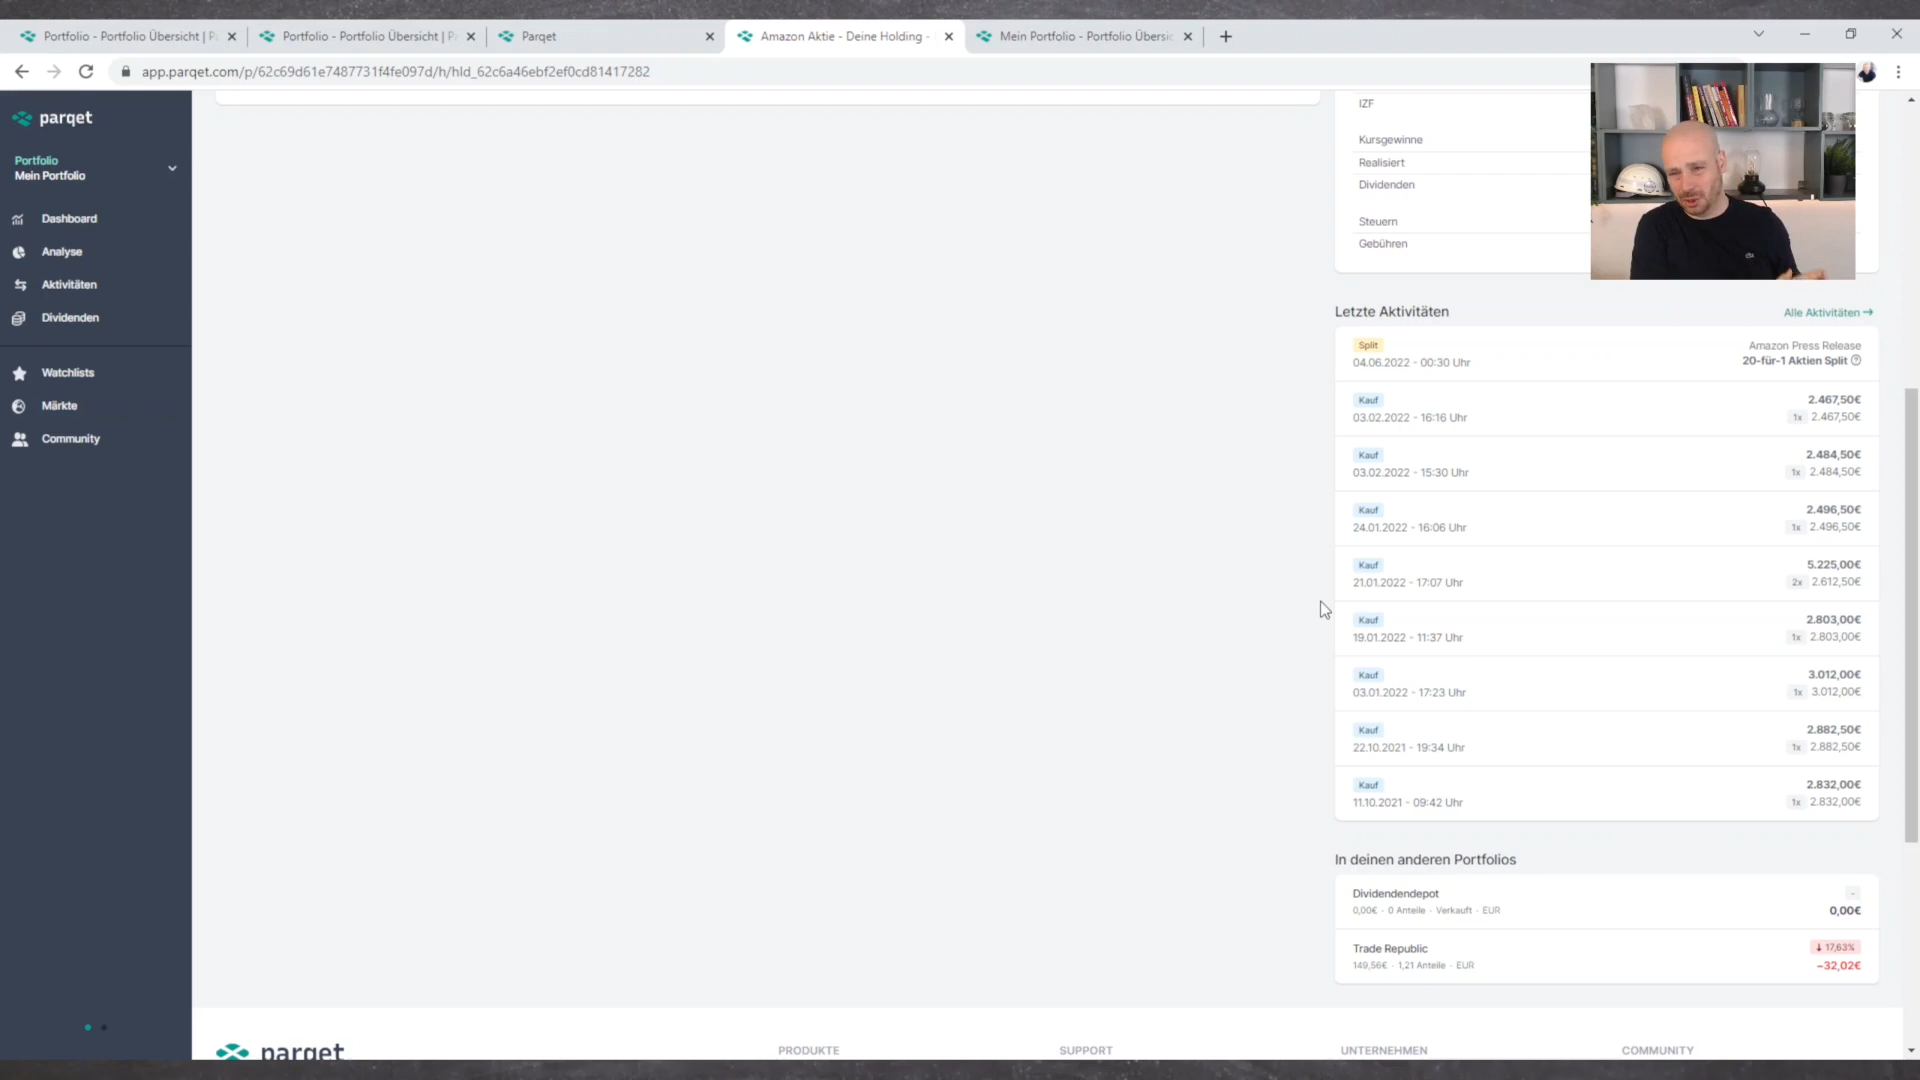 Portfolio - Portfolio Übersicht | P
Portfolio - Portfolio Übersicht | P
Parqet
Amazon Aktie - Deine Holding -
Mein Portfolio - Portfolio Übersic
app.parqet.com/p/62c69d61e7487731f4fe097d/h/hld_62c6a46ebf2ef0cd81417282
parqet
Portfolio
Mein Portfolio
Dashboard
Analyse
Aktivitäten
Dividenden
Watchlists
Märkte
Community
IZF
Kursgewinne
Realisiert
Dividenden
Steuern
Gebühren
Letzte Aktivitäten
Alle Aktivitäten →
Split
Amazon Press Release
04.06.2022 - 00:30 Uhr
20-für-1 Aktien Split
Kauf
2.467,50€
03.02.2022 - 16:16 Uhr
1x 2.467,50€
Kauf
2.484,50€
03.02.2022 - 15:30 Uhr
1x 2.484,50€
Kauf
2.496,50€
24.01.2022 - 16:06 Uhr
1x 2.496,50€
Kauf
5.225,00€
21.01.2022 - 17:07 Uhr
2x 2.612,50€
Kauf
2.803,00€
19.01.2022 - 11:37 Uhr
1x 2.803,00€
Kauf
3.012,00€
03.01.2022 - 17:23 Uhr
1x 3.012,00€
Kauf
2.882,50€
22.10.2021 - 19:34 Uhr
1x 2.882,50€
Kauf
2.832,00€
11.10.2021 - 09:42 Uhr
1x 2.832,00€
In deinen anderen Portfolios
Dividendendepot
-
0,00€ · 0 Anteile · Verkauft · EUR
0,00€
Trade Republic
↓ 17,63%
149,56€ · 1,21 Anteile · EUR
−32,02€
parqet
PRODUKTE
SUPPORT
UNTERNEHMEN
COMMUNITY